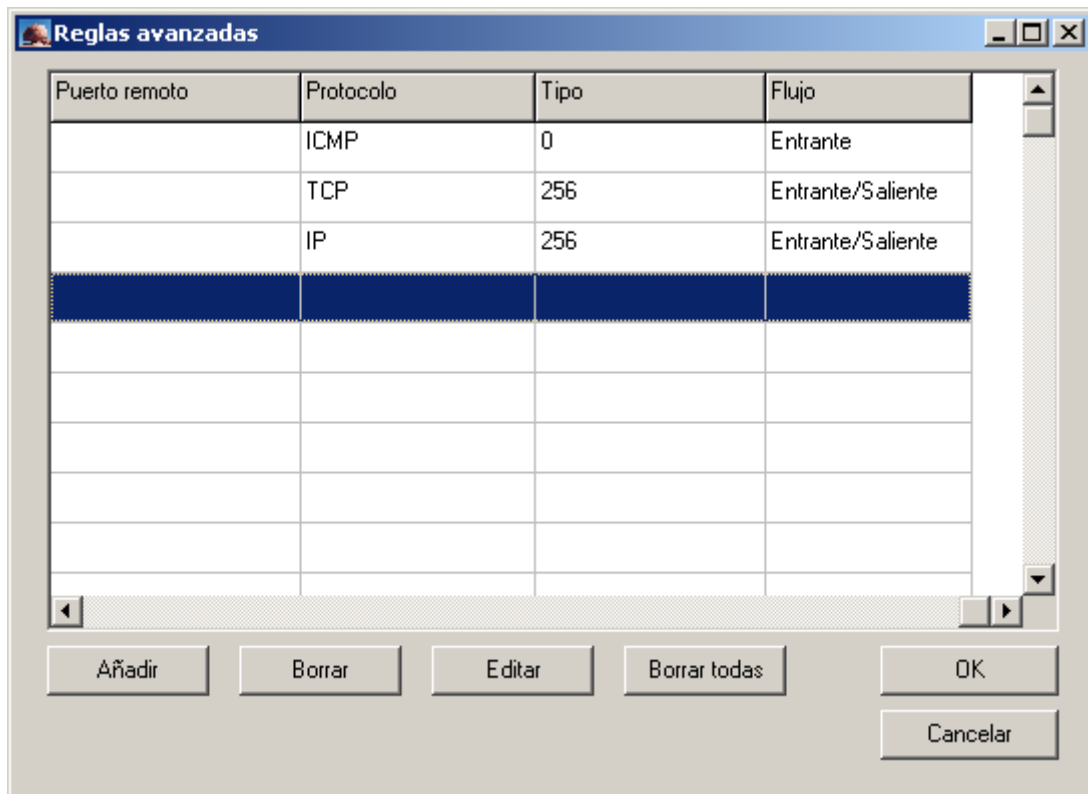 Reglas avanzadas
Puerto remoto Protocolo Tipo Flujo
ICMP 0 Entrante
TCP 256 Entrante/Saliente
IP 256 Entrante/Saliente
Añadir Borrar Editar Borrar todas OK
Cancelar